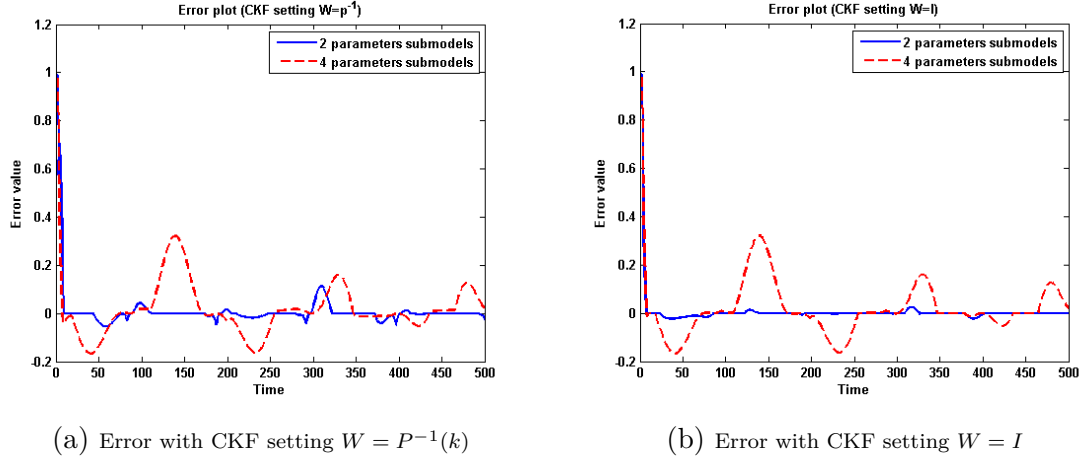 Error plot (CKF setting W=p⁻¹)
1.2
1
0.8
0.6
0.4
0.2
0
-0.2
Error value
2 parameters submodels
4 parameters submodels
0 50 100 150 200 250 300 350 400 450 500
Time
(a) Error with CKF setting W = P⁻¹(k)
Error plot (CKF setting W=I)
1.2
1
0.8
0.6
0.4
0.2
0
-0.2
Error value
2 parameters submodels
4 parameters submodels
0 50 100 150 200 250 300 350 400 450 500
Time
(b) Error with CKF setting W = I